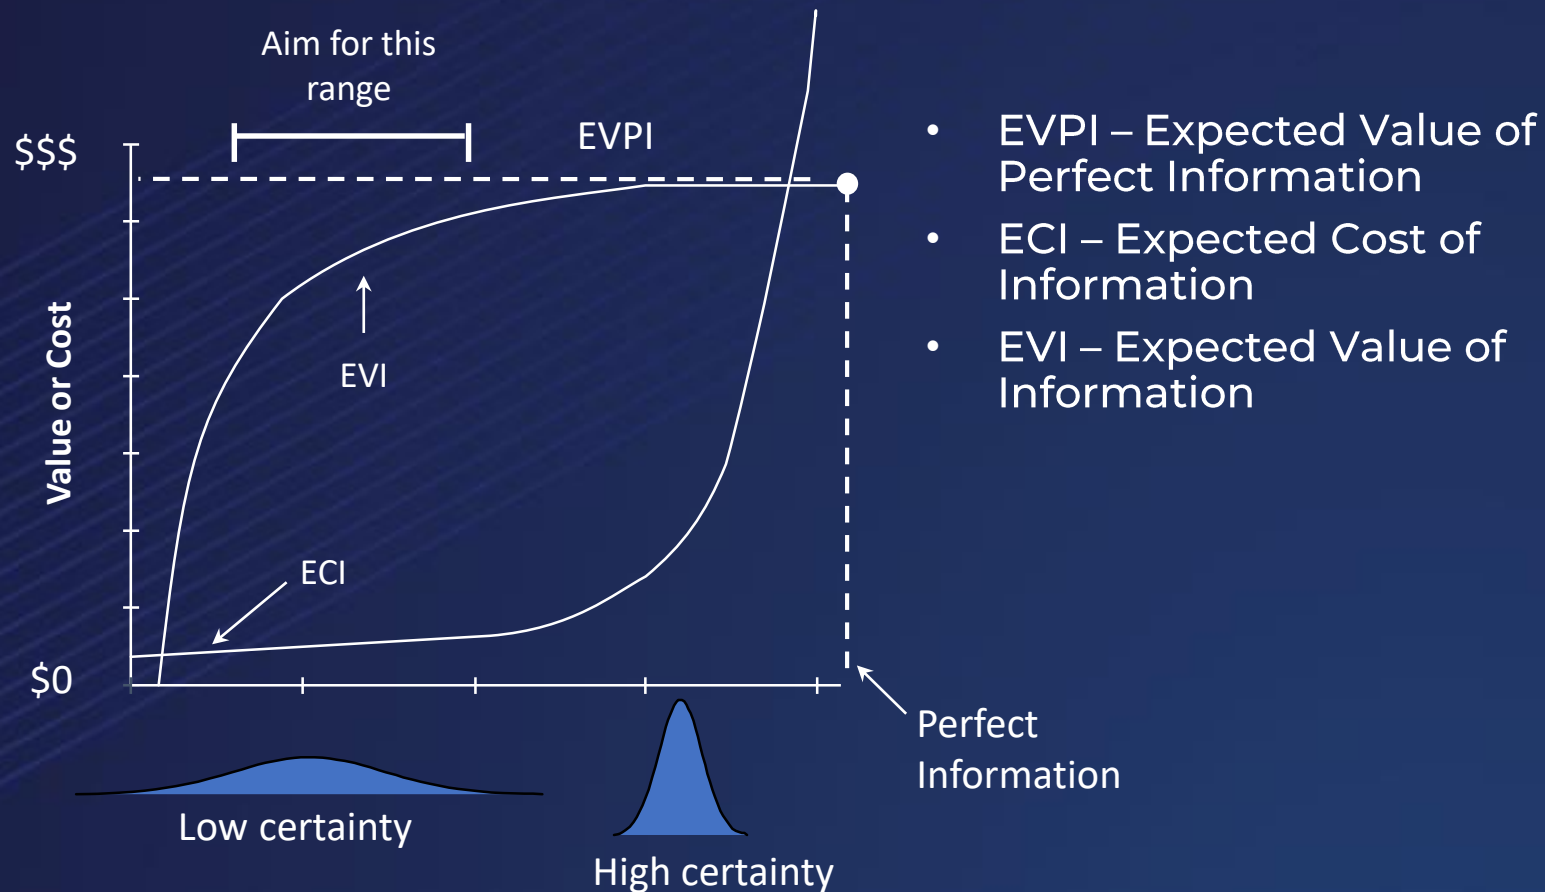 Aim for this
range
$$$
EVPI
EVI
Value or Cost
ECI
$0
Perfect
Information
Low certainty
High certainty
• EVPI – Expected Value of
Perfect Information
• ECI – Expected Cost of
Information
• EVI – Expected Value of
Information